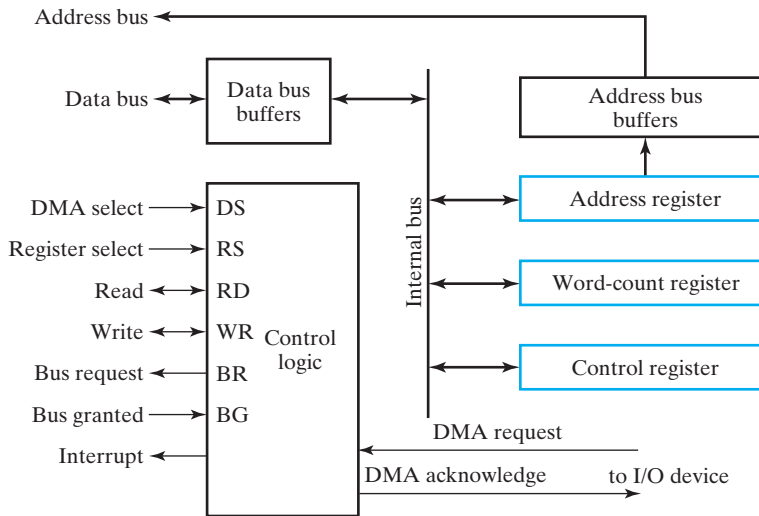 Address bus
Data bus
Data bus
buffers
Address bus
buffers
Internal bus
Address register
Word-count register
Control register
DMA select
DS
Register select
RS
Read
RD
Write
WR
Control
logic
Bus request
BR
Bus granted
BG
Interrupt
DMA request
DMA acknowledge
to I/O device